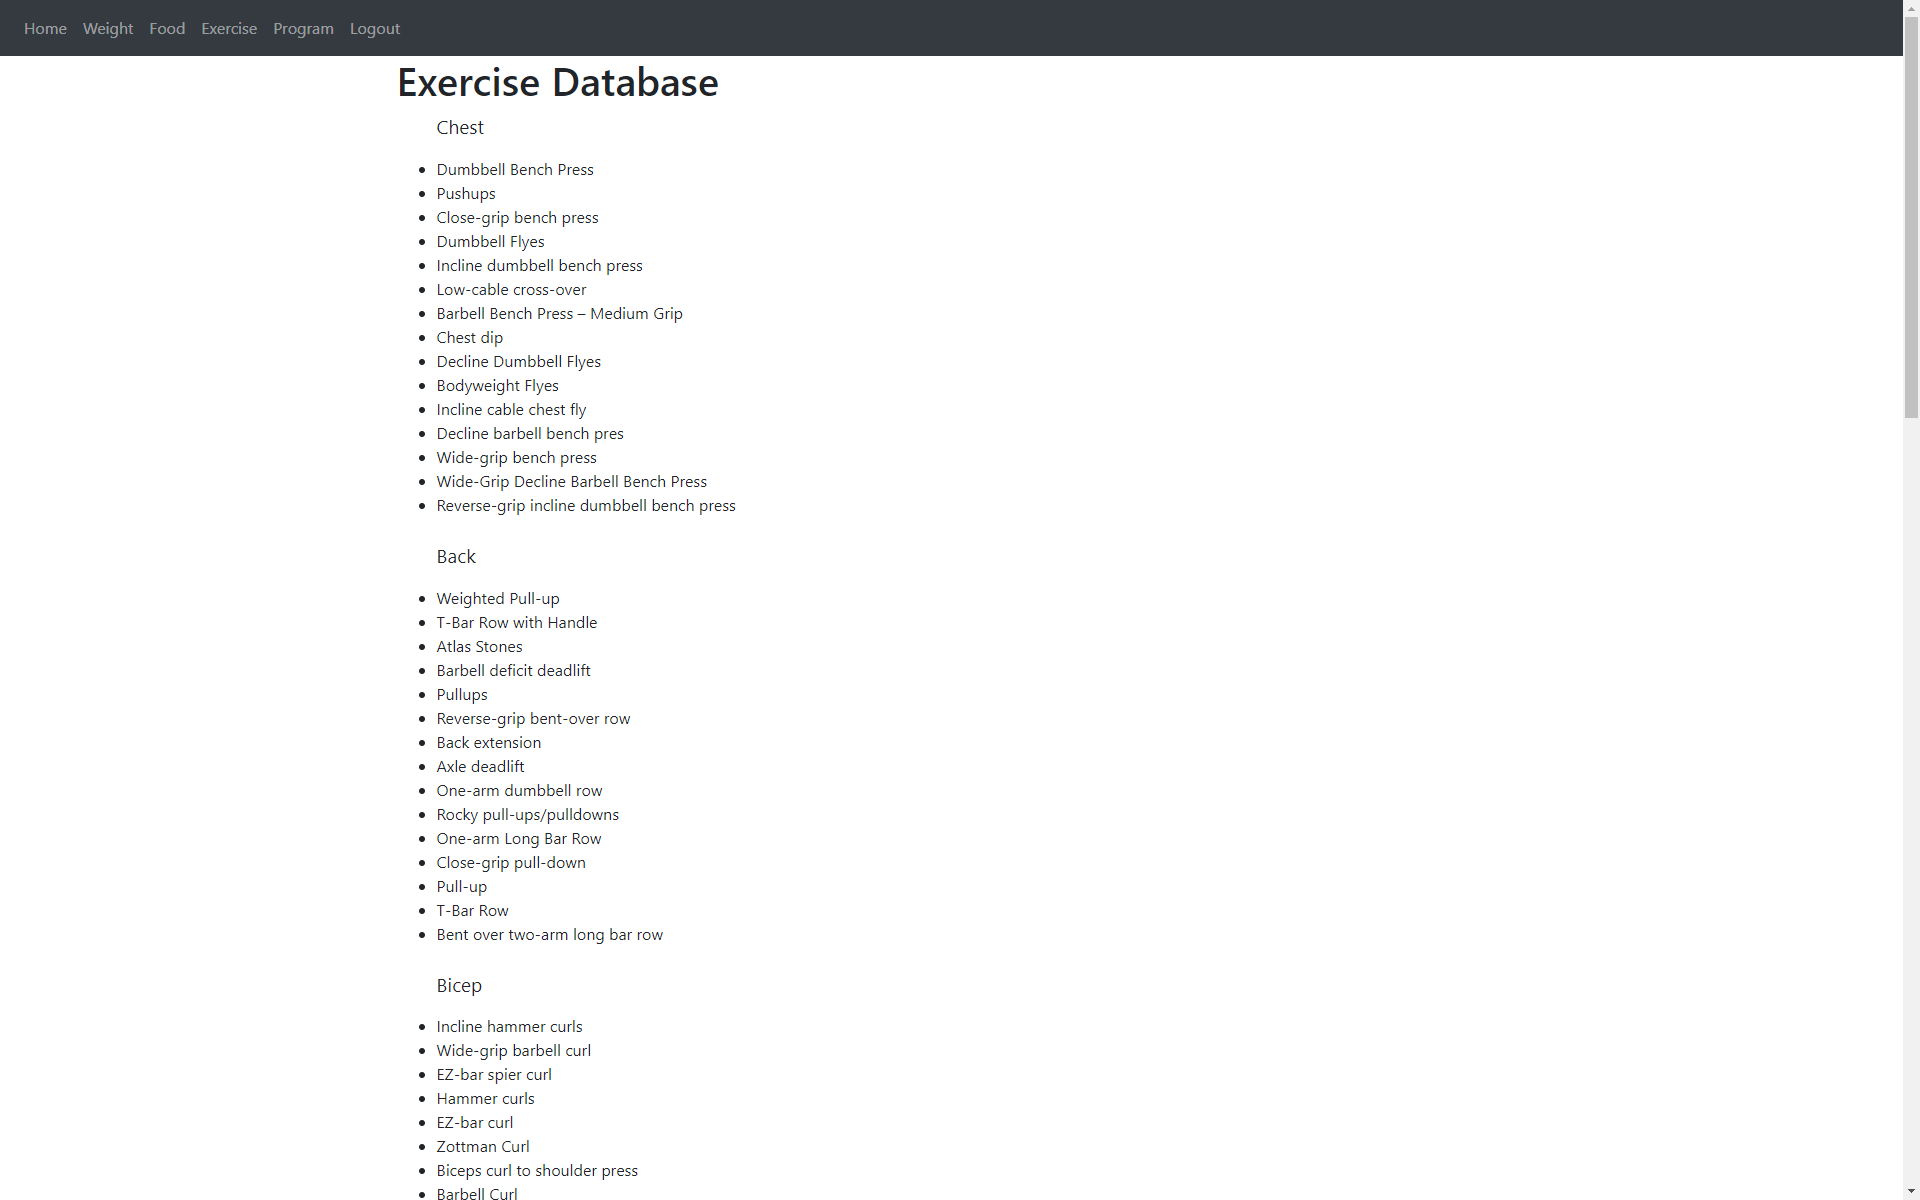 Home Weight Food Exercise Program Logout
Exercise Database
Chest
Dumbbell Bench Press
Pushups
Close-grip bench press
Dumbbell Flyes
Incline dumbbell bench press
Low-cable cross-over
Barbell Bench Press – Medium Grip
Chest dip
Decline Dumbbell Flyes
Bodyweight Flyes
Incline cable chest fly
Decline barbell bench pres
Wide-grip bench press
Wide-Grip Decline Barbell Bench Press
Reverse-grip incline dumbbell bench press
Back
Weighted Pull-up
T-Bar Row with Handle
Atlas Stones
Barbell deficit deadlift
Pullups
Reverse-grip bent-over row
Back extension
Axle deadlift
One-arm dumbbell row
Rocky pull-ups/pulldowns
One-arm Long Bar Row
Close-grip pull-down
Pull-up
T-Bar Row
Bent over two-arm long bar row
Bicep
Incline hammer curls
Wide-grip barbell curl
EZ-bar spier curl
Hammer curls
EZ-bar curl
Zottman Curl
Biceps curl to shoulder press
Barbell Curl